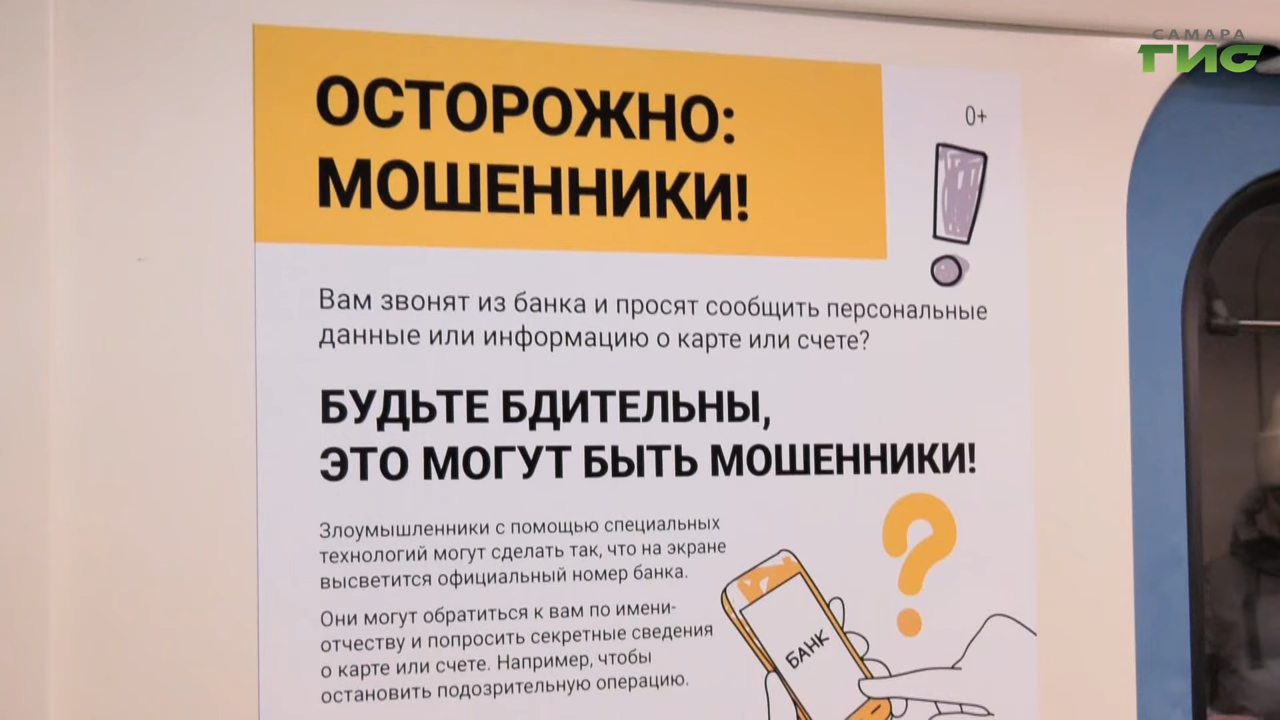 САМАРА
ГИС
ОСТОРОЖНО:
МОШЕННИКИ!
0+
Вам звонят из банка и просят сообщить персональные
данные или информацию о карте или счете?
БУДЬТЕ БДИТЕЛЬНЫ,
ЭТО МОГУТ БЫТЬ МОШЕННИКИ!
Злоумышленники с помощью специальных
технологий могут сделать так, что на экране
высветится официальный номер банка.
Они могут обратиться к вам по имени-
отчеству и попросить секретные сведения
о карте или счете. Например, чтобы
остановить подозрительную операцию.
БАНК